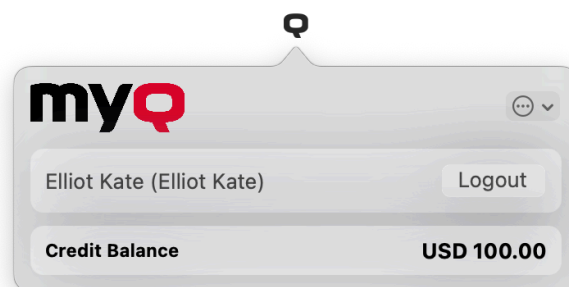 Q
myQ
Elliot Kate (Elliot Kate)
Logout
Credit Balance
USD 100.00